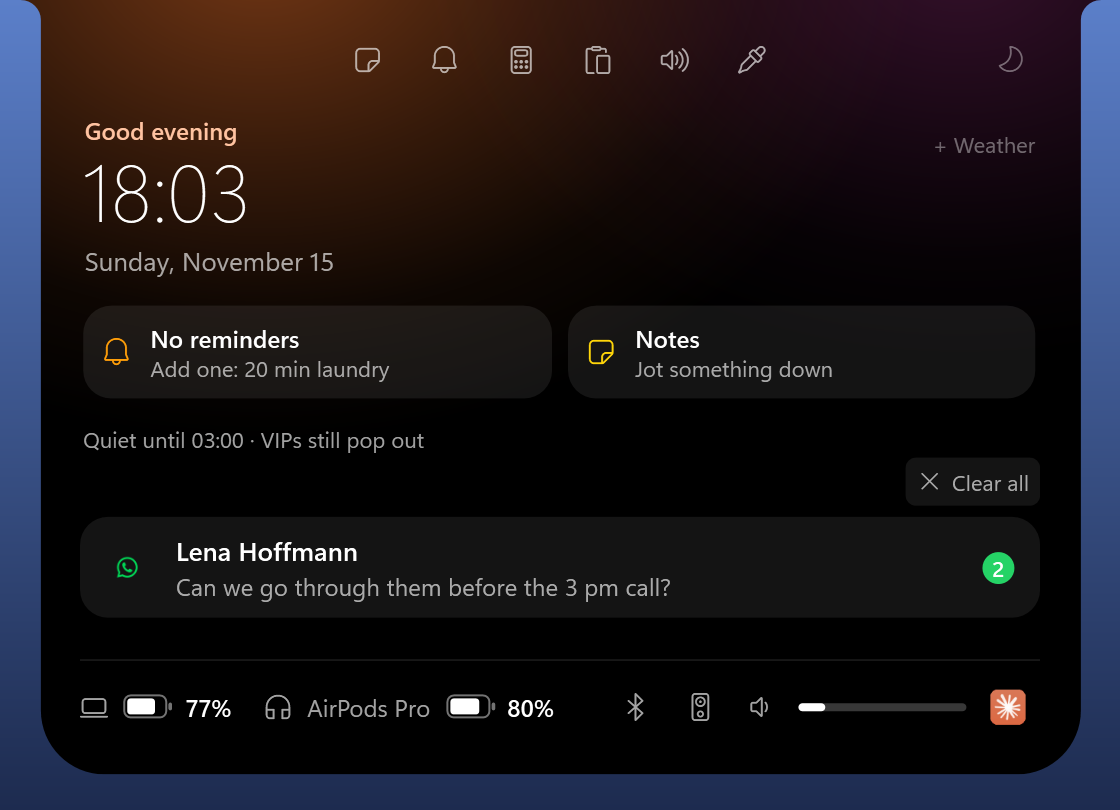 Good evening
+ Weather
18:03
Sunday, November 15
No reminders
Add one: 20 min laundry
Notes
Jot something down
Quiet until 03:00 · VIPs still pop out
Clear all
Lena Hoffmann
Can we go through them before the 3 pm call?
2
77%
AirPods Pro
80%